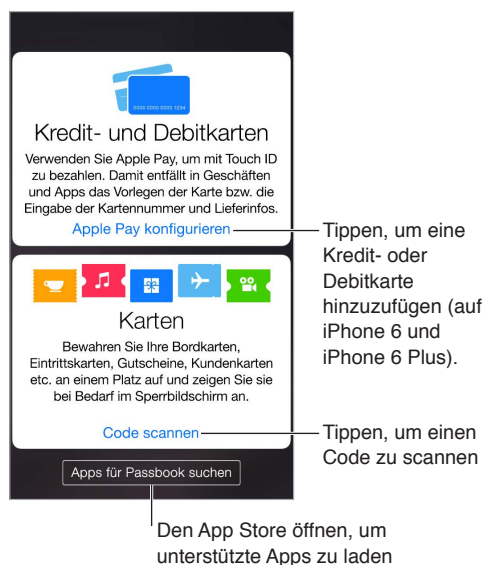 0000 0000 0000 1234
Kredit- und Debitkarten
Verwenden Sie Apple Pay, um mit Touch ID
zu bezahlen. Damit entfällt in Geschäften
und Apps das Vorlegen der Karte bzw. die
Eingabe der Kartennummer und Lieferinfos.
Apple Pay konfigurieren
Tippen, um eine
Kredit- oder
Debitkarte
hinzuzufügen (auf
iPhone 6 und
iPhone 6 Plus).
Karten
Bewahren Sie Ihre Bordkarten,
Eintrittskarten, Gutscheine, Kundenkarten
etc. an einem Platz auf und zeigen Sie sie
bei Bedarf im Sperrbildschirm an.
Code scannen
Tippen, um einen
Code zu scannen
Apps für Passbook suchen
Den App Store öffnen, um
unterstützte Apps zu laden